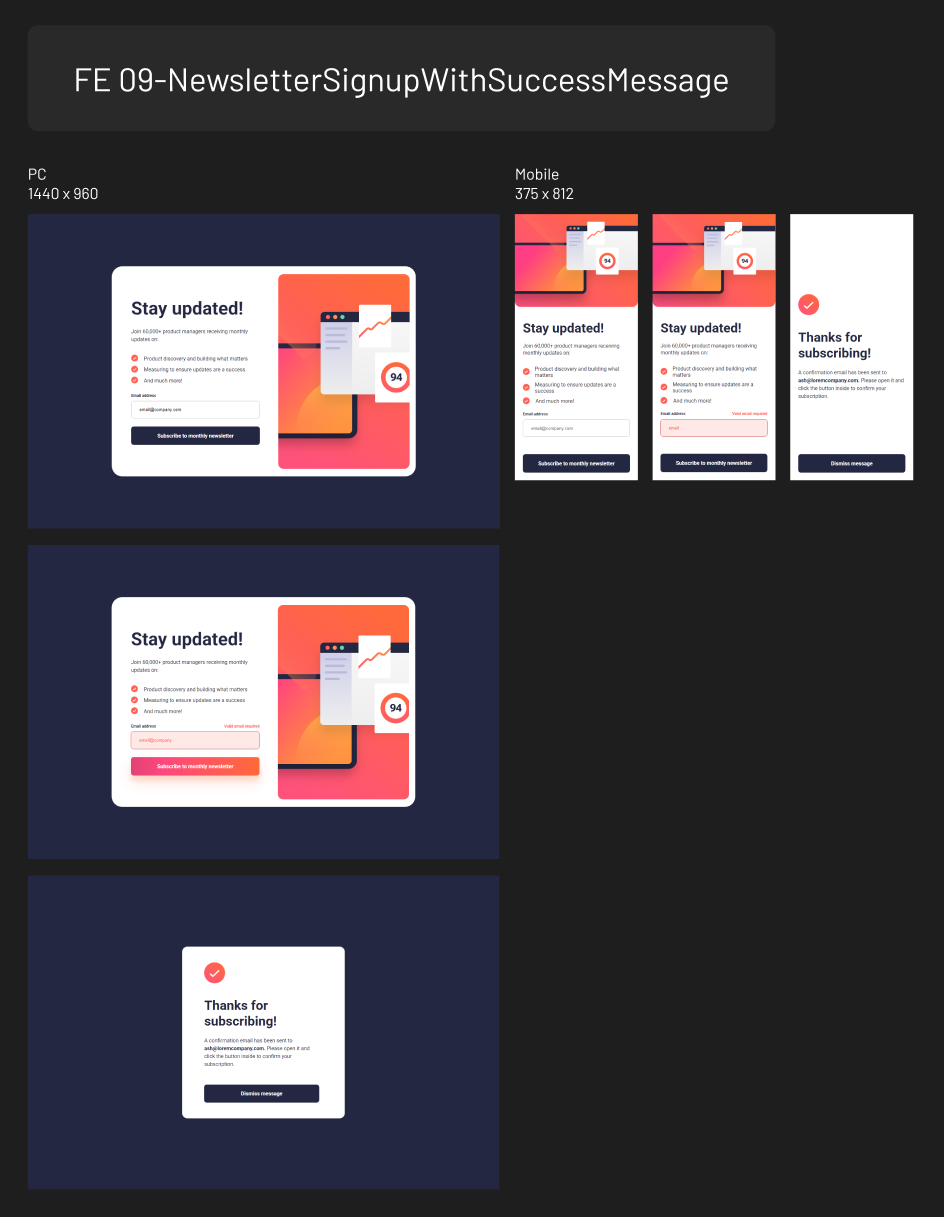 FE 09-NewsletterSignupWithSuccessMessage
PC
1440 x 960
Stay updated!
Join 60,000+ product managers receiving monthly
updates on:
Product discovery and building what matters
Measuring to ensure updates are a success
And much more!
Email address
email@company.com
Subscribe to monthly newsletter
94
Mobile
375 x 812
94
Stay updated!
Join 60,000+ product managers receiving
monthly updates on:
Product discovery and building what
matters
Measuring to ensure updates are a
success
And much more!
Email address
email@company.com
Subscribe to monthly newsletter
94
Stay updated!
Join 60,000+ product managers receiving
monthly updates on:
Product discovery and building what
matters
Measuring to ensure updates are a
success
And much more!
Email address Valid email required
email
Subscribe to monthly newsletter
Thanks for
subscribing!
A confirmation email has been sent to
ash@loremcompany.com. Please open it and
click the button inside to confirm your
subscription.
Dismiss message
Stay updated!
Join 60,000+ product managers receiving monthly
updates on:
Product discovery and building what matters
Measuring to ensure updates are a success
And much more!
Email address Valid email required
email@company.
Subscribe to monthly newsletter
94
Thanks for
subscribing!
A confirmation email has been sent to
ash@loremcompany.com. Please open it and
click the button inside to confirm your
subscription.
Dismiss message